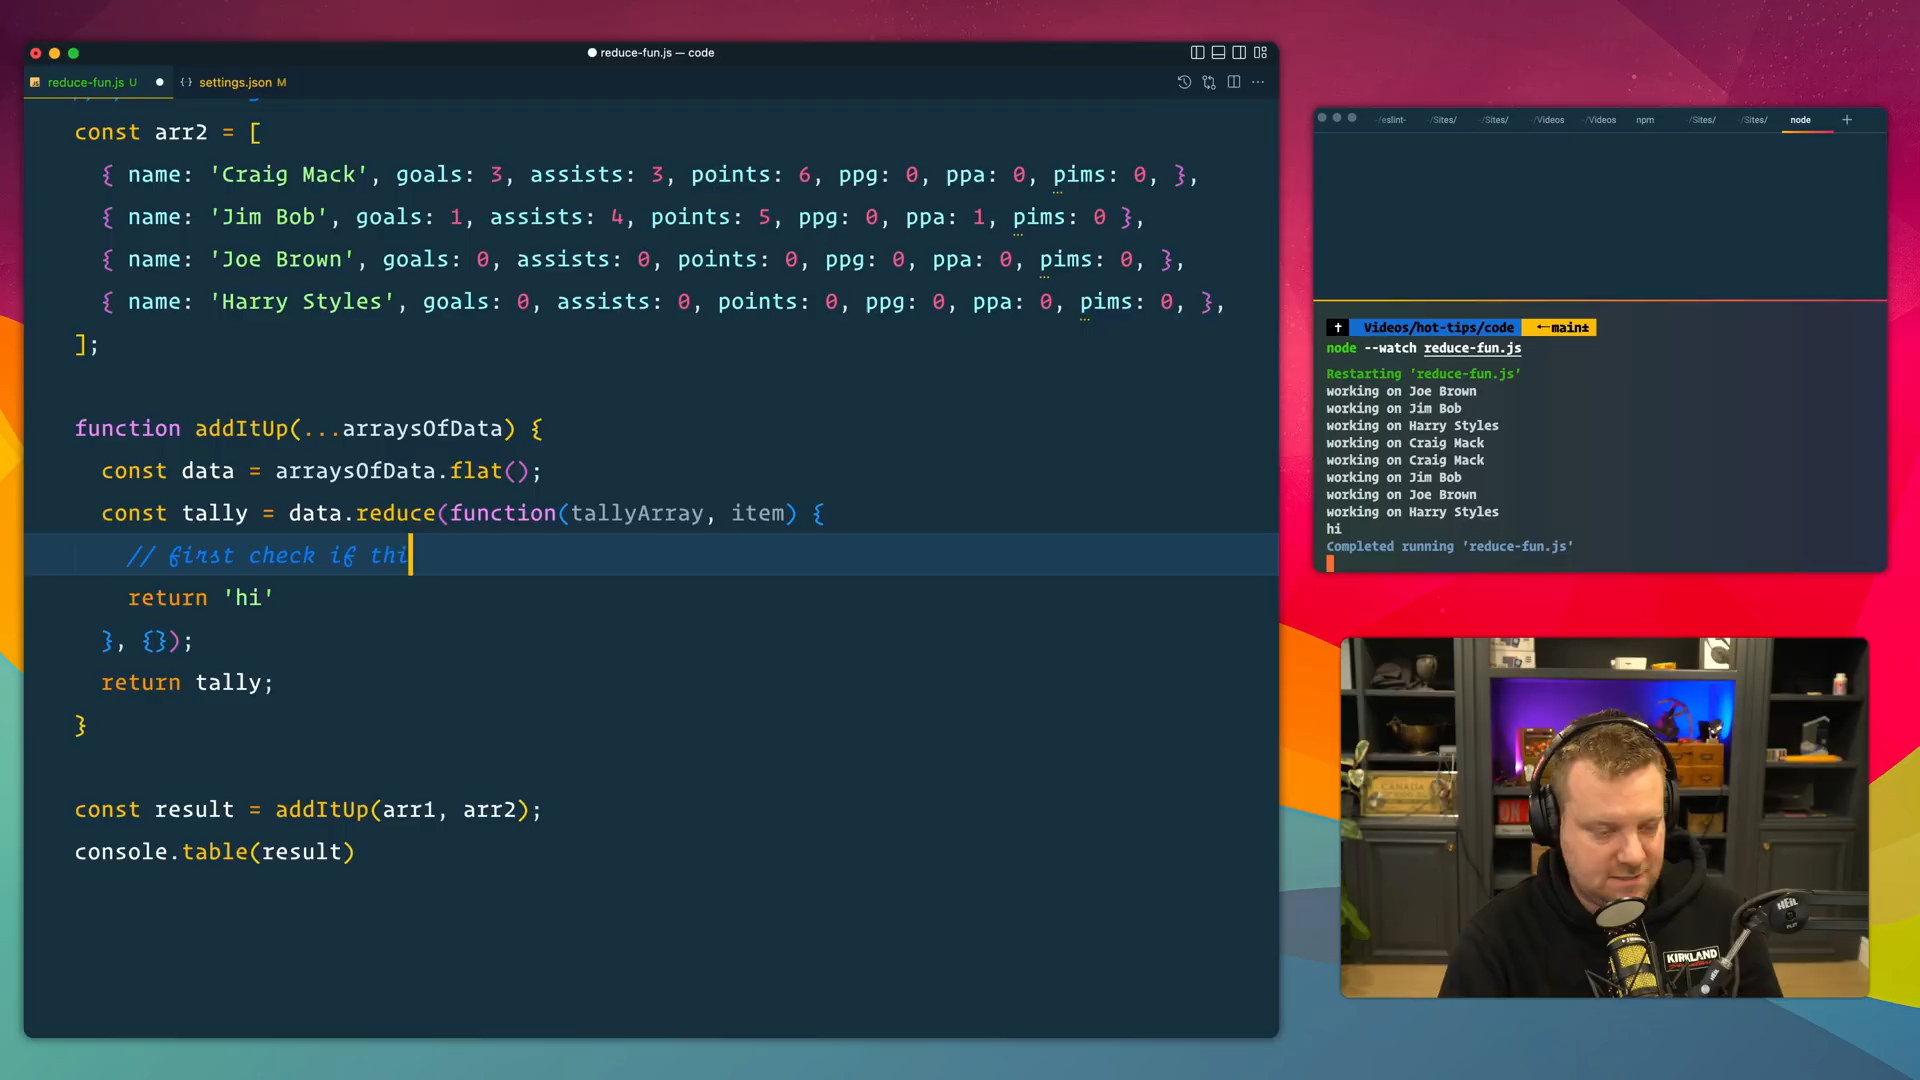 reduce-fun.js — code
reduce-fun.js U
settings.json M
const arr2 = [
{ name: 'Craig Mack', goals: 3, assists: 3, points: 6, ppg: 0, ppa: 0, pims: 0, },
{ name: 'Jim Bob', goals: 1, assists: 4, points: 5, ppg: 0, ppa: 1, pims: 0 },
{ name: 'Joe Brown', goals: 0, assists: 0, points: 0, ppg: 0, ppa: 0, pims: 0, },
{ name: 'Harry Styles', goals: 0, assists: 0, points: 0, ppg: 0, ppa: 0, pims: 0, },
];
function addItUp(...arraysOfData) {
const data = arraysOfData.flat();
const tally = data.reduce(function(tallyArray, item) {
// first check if thi
return 'hi'
}, {});
return tally;
}
const result = addItUp(arr1, arr2);
console.table(result)
~/eslint- ~/Sites/ ~/Sites/ ~/Videos ~/Videos npm ~/Sites/ ~/Sites/ node
Videos/hot-tips/code main±
node --watch reduce-fun.js
Restarting 'reduce-fun.js'
working on Joe Brown
working on Jim Bob
working on Harry Styles
working on Craig Mack
working on Craig Mack
working on Jim Bob
working on Joe Brown
working on Harry Styles
hi
Completed running 'reduce-fun.js'
CANADA
ON
HEIL
KIRKLAND